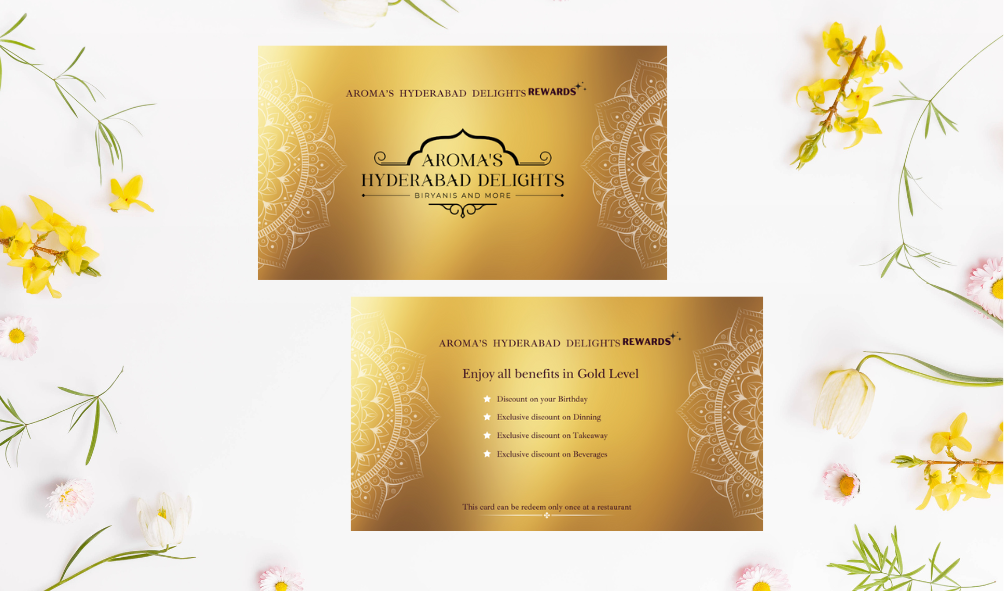 AROMA'S HYDERABAD DELIGHTS REWARDS
AROMA'S
HYDERABAD DELIGHTS
BIRYANIS AND MORE
AROMA'S HYDERABAD DELIGHTS REWARDS
Enjoy all benefits in Gold Level
Discount on your Birthday
Exclusive discount on Dinning
Exclusive discount on Takeaway
Exclusive discount on Beverages
This card can be redeem only once at a restaurant